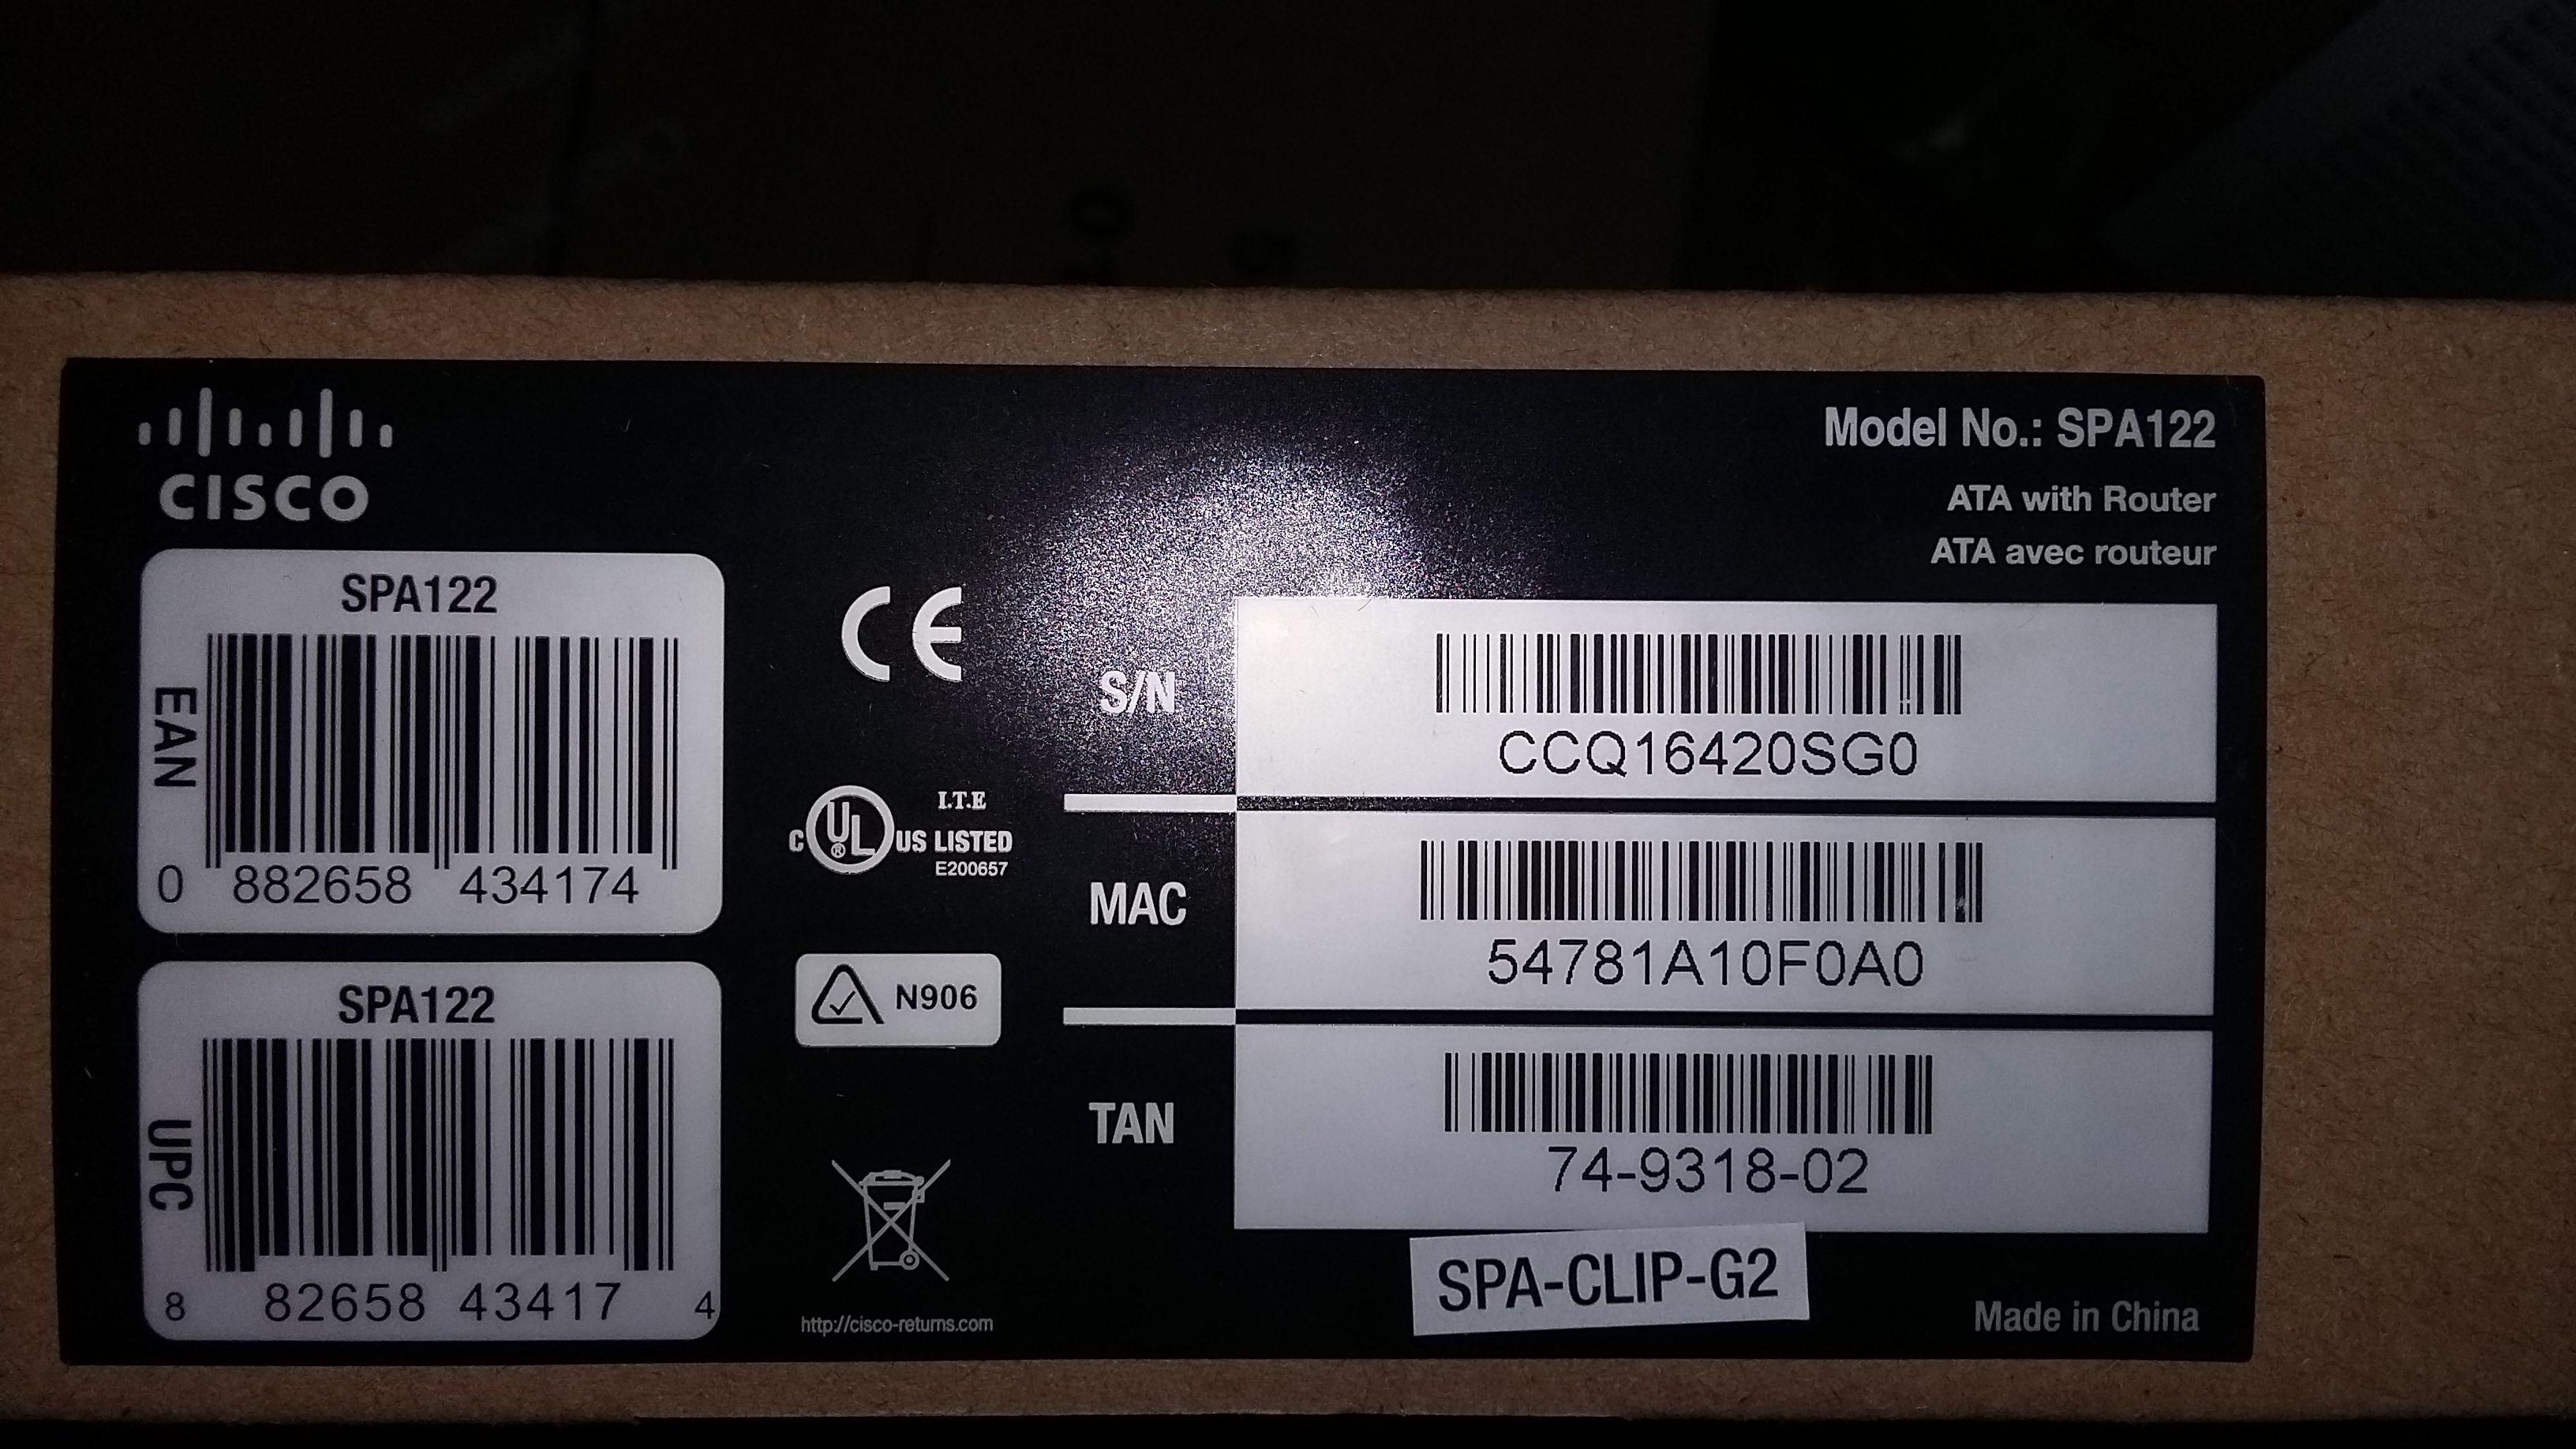 CISCO
Model No.: SPA122
ATA with Router
ATA avec routeur
SPA122
EAN
0 882658 434174
SPA122
UPC
8 82658 43417 4
CE
I.T.E
C UL ® US LISTED
E200657
N906
http://cisco-returns.com
S/N
CCQ16420SG0
MAC
54781A10F0A0
TAN
74-9318-02
SPA-CLIP-G2
Made in China